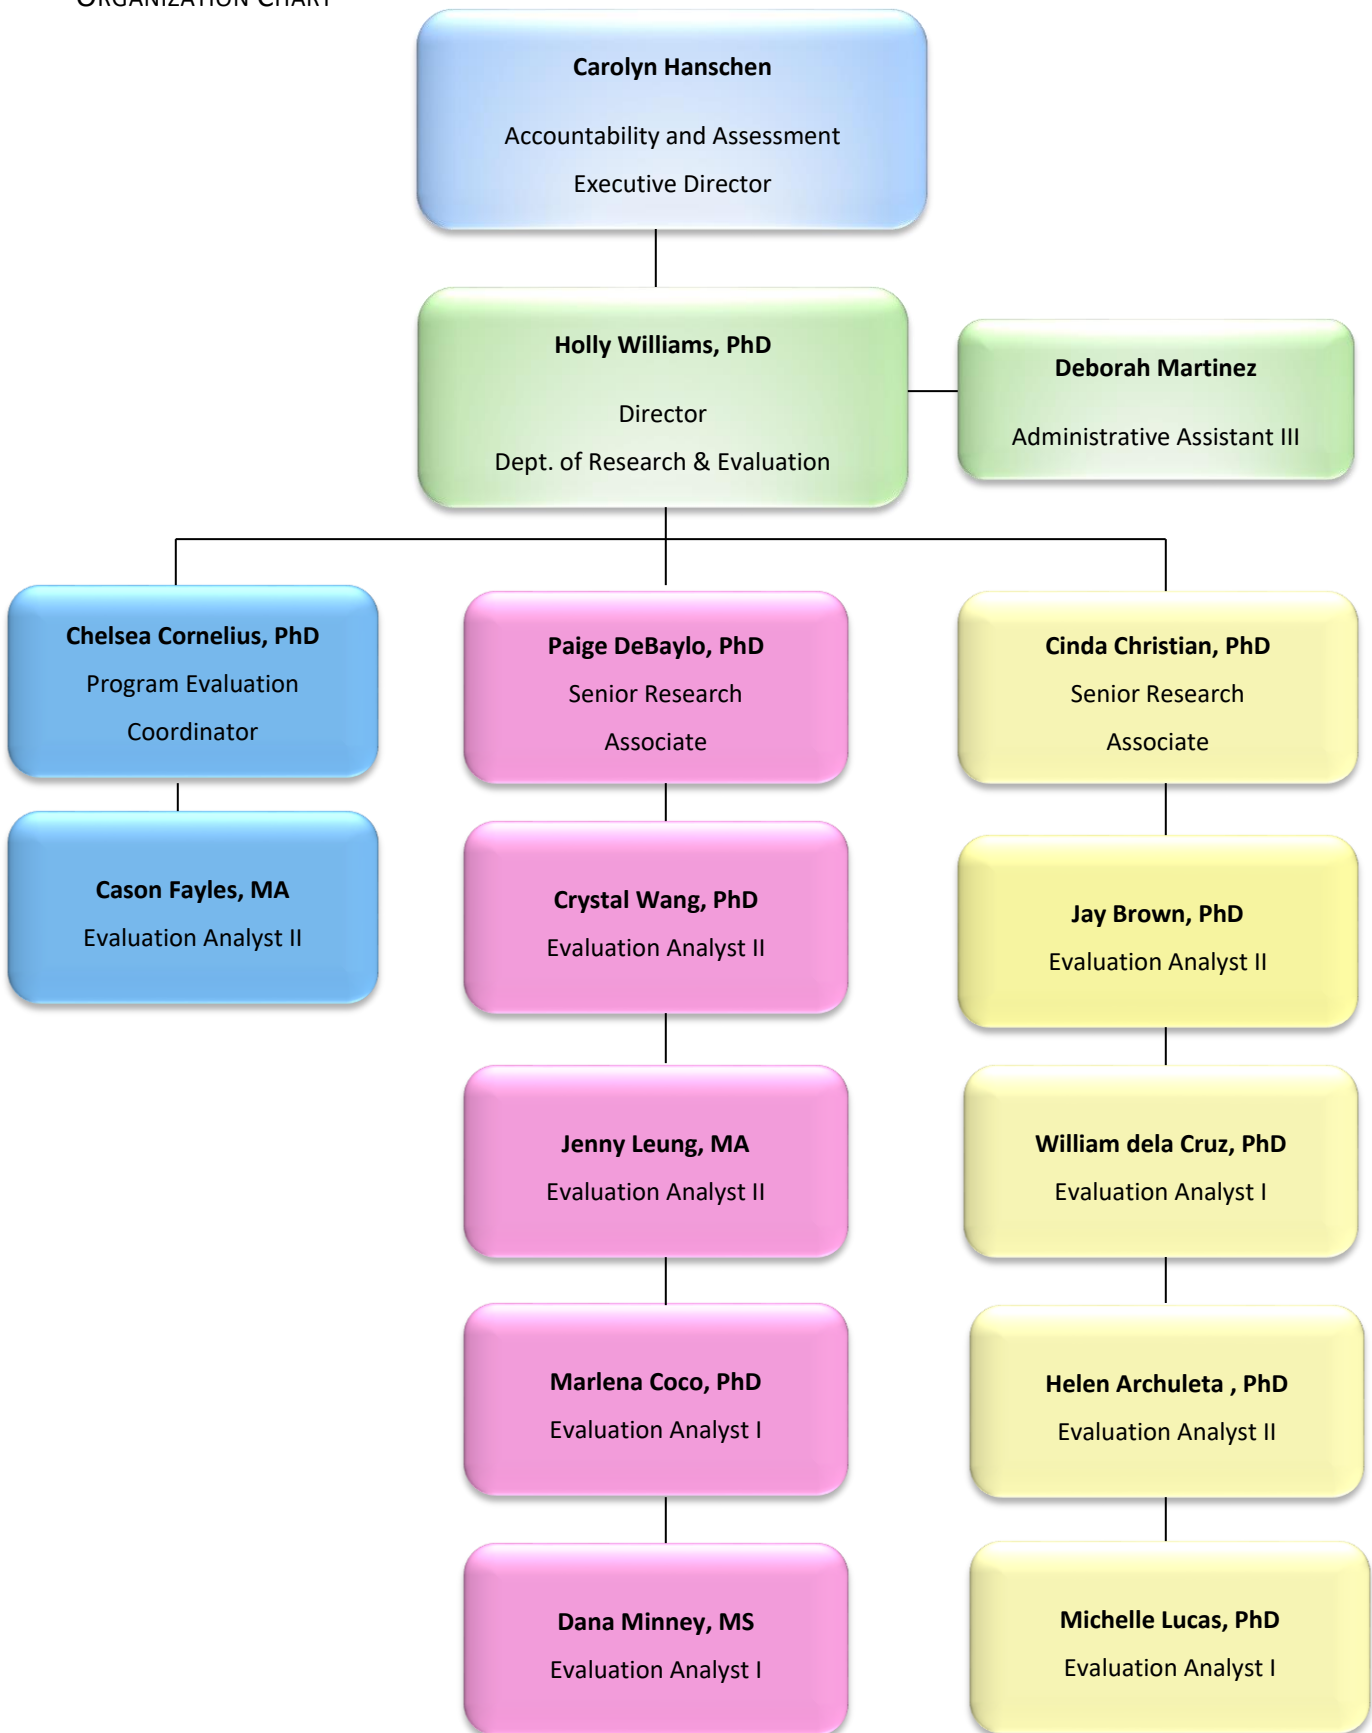 ORGANIZATION CHART
Carolyn Hanschen
Accountability and Assessment
Executive Director
Holly Williams, PhD
Director
Dept. of Research & Evaluation
Deborah Martinez
Administrative Assistant III
Chelsea Cornelius, PhD
Program Evaluation
Coordinator
Paige DeBaylo, PhD
Senior Research
Associate
Cinda Christian, PhD
Senior Research
Associate
Cason Fayles, MA
Evaluation Analyst II
Crystal Wang, PhD
Evaluation Analyst II
Jay Brown, PhD
Evaluation Analyst II
Jenny Leung, MA
Evaluation Analyst II
William dela Cruz, PhD
Evaluation Analyst I
Marlena Coco, PhD
Evaluation Analyst I
Helen Archuleta , PhD
Evaluation Analyst II
Dana Minney, MS
Evaluation Analyst I
Michelle Lucas, PhD
Evaluation Analyst I